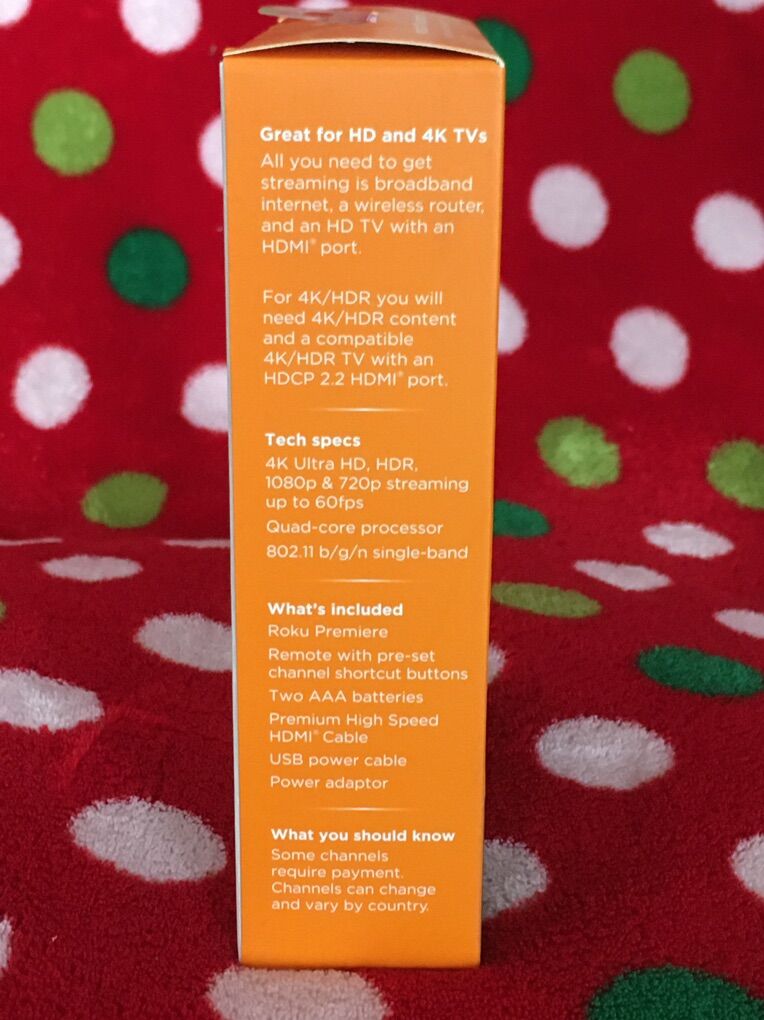 Great for HD and 4K TVs
All you need to get
streaming is broadband
internet, a wireless router,
and an HD TV with an
HDMI® port.
For 4K/HDR you will
need 4K/HDR content
and a compatible
4K/HDR TV with an
HDCP 2.2 HDMI® port.
Tech specs
4K Ultra HD, HDR,
1080p & 720p streaming
up to 60fps
Quad-core processor
802.11 b/g/n single-band
What's included
Roku Premiere
Remote with pre-set
channel shortcut buttons
Two AAA batteries
Premium High Speed
HDMI® Cable
USB power cable
Power adaptor
What you should know
Some channels
require payment.
Channels can change
and vary by country.